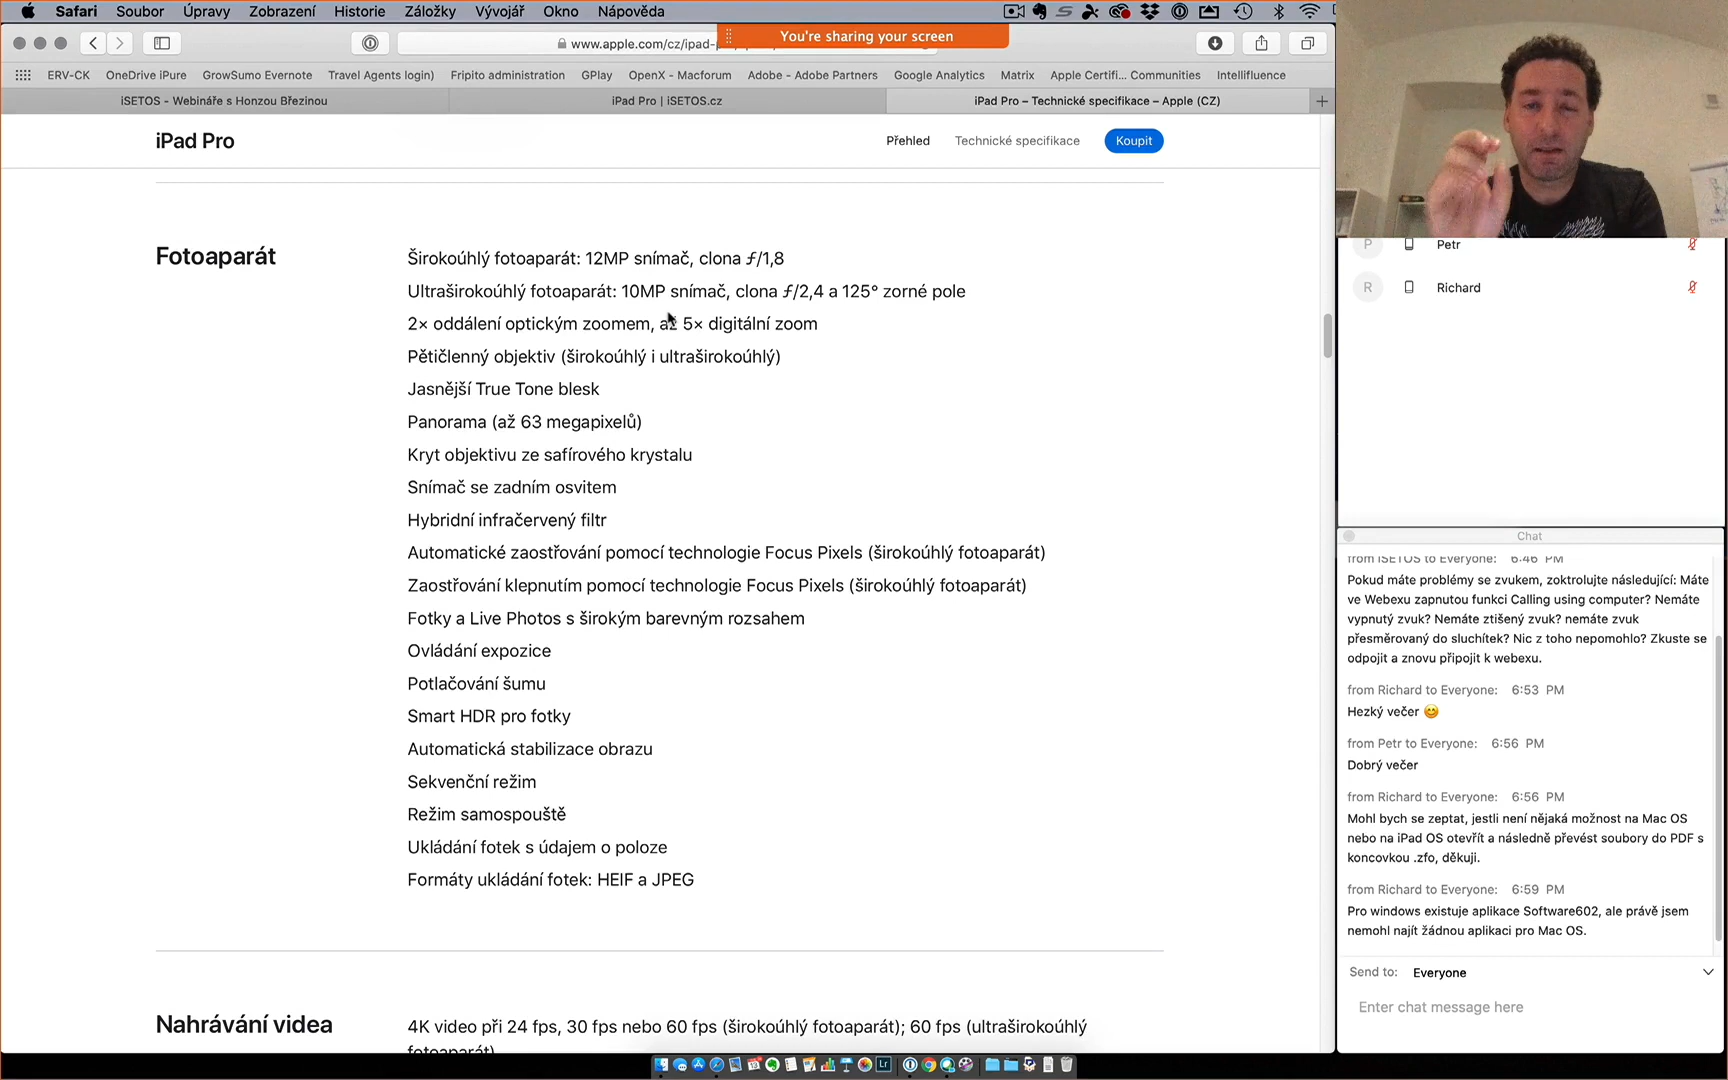 Safari Soubor Úpravy Zobrazení Historie Záložky Vývojář Okno Nápověda
You're sharing your screen
www.apple.com/cz/ipad-p
ERV-CK OneDrive iPure GrowSumo Evernote Travel Agents login) Fripito administration GPlay OpenX - Macforum Adobe - Adobe Partners Google Analytics Matrix Apple Certifi... Communities Intellifluence
iSETOS - Webináře s Honzou Březinou iPad Pro | iSETOS.cz iPad Pro – Technické specifikace – Apple (CZ)
iPad Pro Přehled Technické specifikace Koupit
Fotoaparát
Širokoúhlý fotoaparát: 12MP snímač, clona ƒ/1,8
Ultraširokoúhlý fotoaparát: 10MP snímač, clona ƒ/2,4 a 125° zorné pole
2× oddálení optickým zoomem, až 5× digitální zoom
Pětičlenný objektiv (širokoúhlý i ultraširokoúhlý)
Jasnější True Tone blesk
Panorama (až 63 megapixelů)
Kryt objektivu ze safírového krystalu
Snímač se zadním osvitem
Hybridní infračervený filtr
Automatické zaostřování pomocí technologie Focus Pixels (širokoúhlý fotoaparát)
Zaostřování klepnutím pomocí technologie Focus Pixels (širokoúhlý fotoaparát)
Fotky a Live Photos s širokým barevným rozsahem
Ovládání expozice
Potlačování šumu
Smart HDR pro fotky
Automatická stabilizace obrazu
Sekvenční režim
Režim samospouště
Ukládání fotek s údajem o poloze
Formáty ukládání fotek: HEIF a JPEG
Nahrávání videa
4K video při 24 fps, 30 fps nebo 60 fps (širokoúhlý fotoaparát); 60 fps (ultraširokoúhlý
fotoaparát)
P Petr
R Richard
Chat
from iSETOS to Everyone: 6:46 PM
Pokud máte problémy se zvukem, zoktrolujte následující: Máte
ve Webexu zapnutou funkci Calling using computer? Nemáte
vypnutý zvuk? Nemáte ztišený zvuk? nemáte zvuk
přesměrovaný do sluchítek? Nic z toho nepomohlo? Zkuste se
odpojit a znovu připojit k webexu.
from Richard to Everyone: 6:53 PM
Hezký večer 😊
from Petr to Everyone: 6:56 PM
Dobrý večer
from Richard to Everyone: 6:56 PM
Mohl bych se zeptat, jestli není nějaká možnost na Mac OS
nebo na iPad OS otevřít a následně převést soubory do PDF s
koncovkou .zfo, děkuji.
from Richard to Everyone: 6:59 PM
Pro windows existuje aplikace Software602, ale právě jsem
nemohl najít žádnou aplikaci pro Mac OS.
Send to: Everyone
Enter chat message here